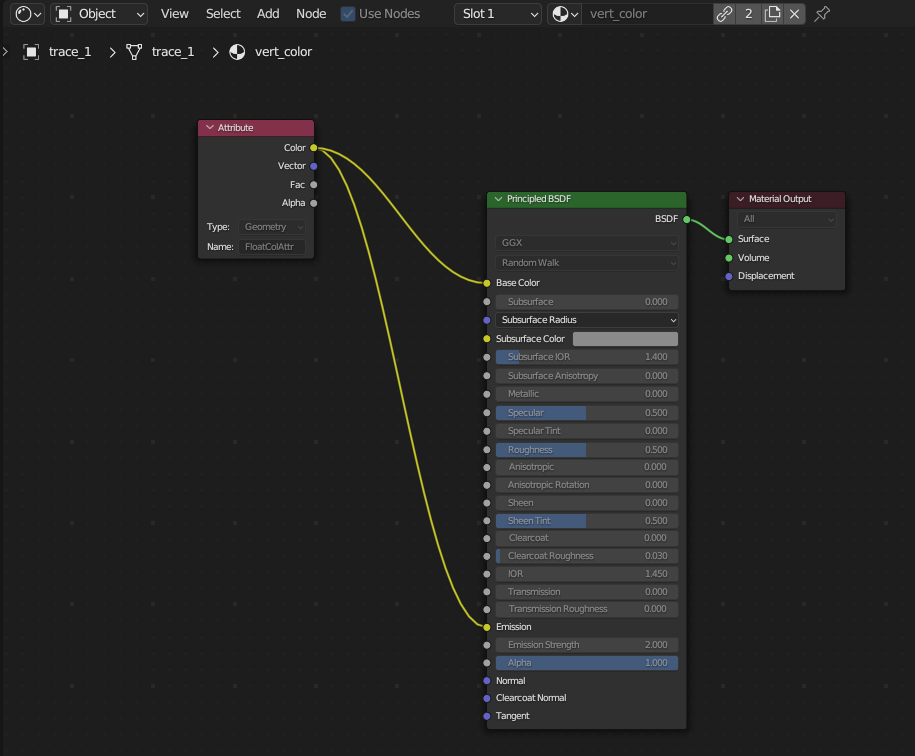 Object View Select Add Node Use Nodes Slot 1 vert_color 2
trace_1 trace_1 vert_color
Attribute
Color
Vector
Fac
Alpha
Type: Geometry
Name: FloatColAttr
Principled BSDF
BSDF
GGX
Random Walk
Base Color
Subsurface 0.000
Subsurface Radius
Subsurface Color
Subsurface IOR 1.400
Subsurface Anisotropy 0.000
Metallic 0.000
Specular 0.500
Specular Tint 0.000
Roughness 0.500
Anisotropic 0.000
Anisotropic Rotation 0.000
Sheen 0.000
Sheen Tint 0.500
Clearcoat 0.000
Clearcoat Roughness 0.030
IOR 1.450
Transmission 0.000
Transmission Roughness 0.000
Emission
Emission Strength 2.000
Alpha 1.000
Normal
Clearcoat Normal
Tangent
Material Output
All
Surface
Volume
Displacement